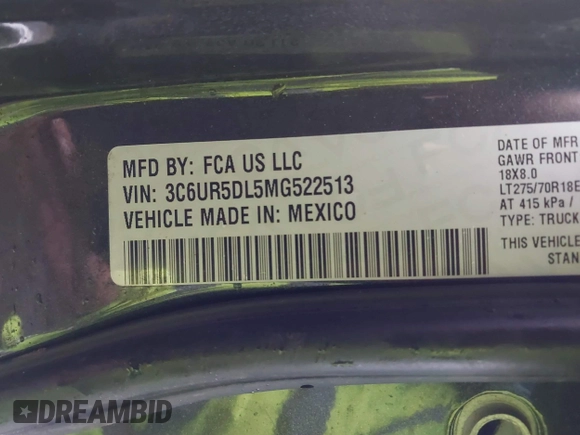 MFD BY: FCA US LLC
VIN: 3C6UR5DL5MG522513
VEHICLE MADE IN: MEXICO
DATE OF MFR
GAWR FRONT
18X8.0
LT275/70R18E
AT 415 kPa /
TYPE: TRUCK
THIS VEHICLE
STAN
DREAMBID